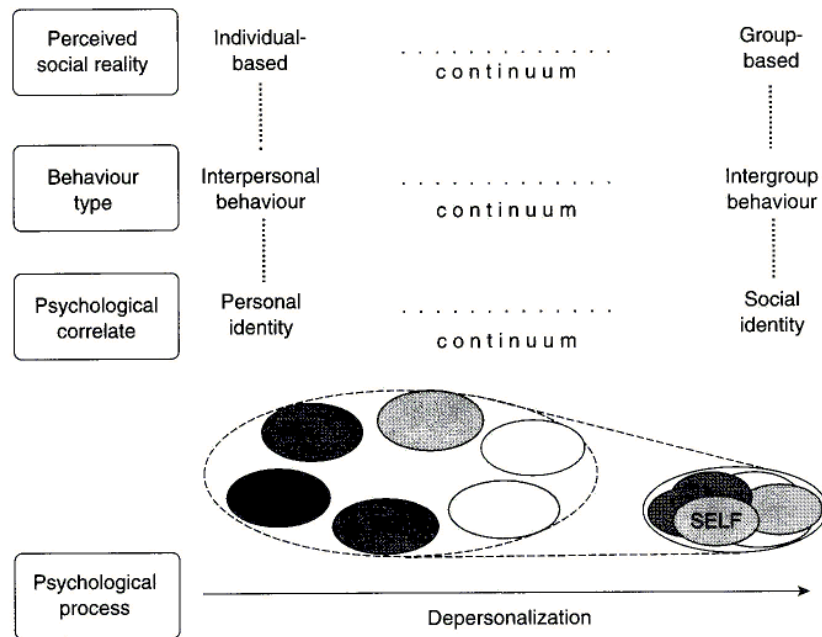 Perceived
social reality
Individual-
based
continuum
Group-
based
Behaviour
type
Interpersonal
behaviour
continuum
Intergroup
behaviour
Psychological
correlate
Personal
identity
continuum
Social
identity
SELF
Psychological
process
Depersonalization